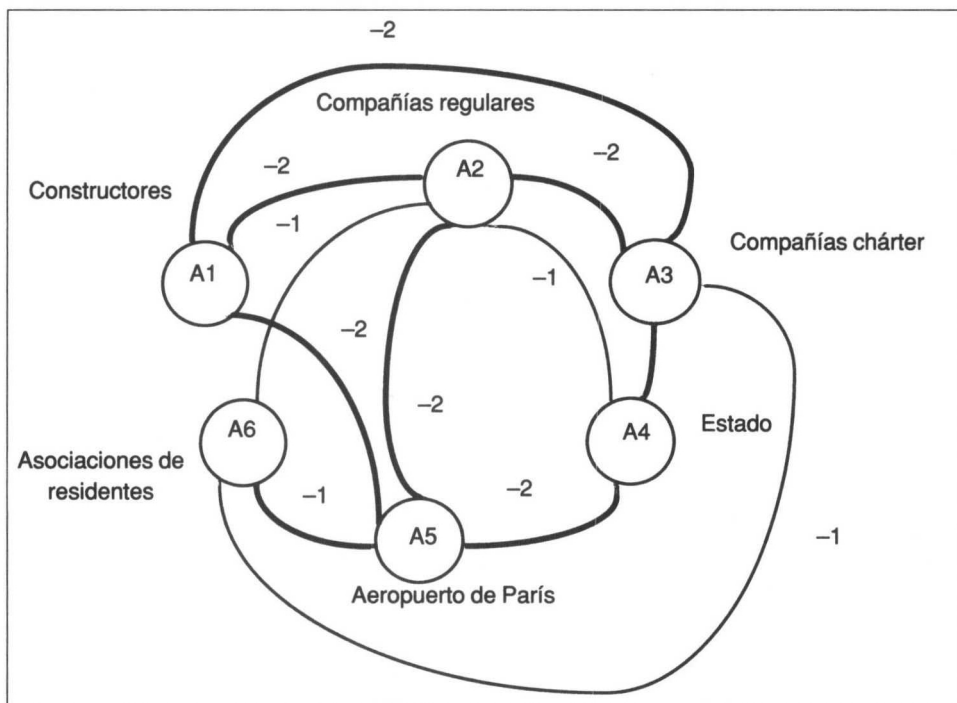 –2
Compañías regulares
–2
A2
–2
Constructores
–1
Compañías chárter
A1
A3
–1
–2
–2
A6
A4
Estado
Asociaciones de
residentes
–1
–2
A5
–1
Aeropuerto de París